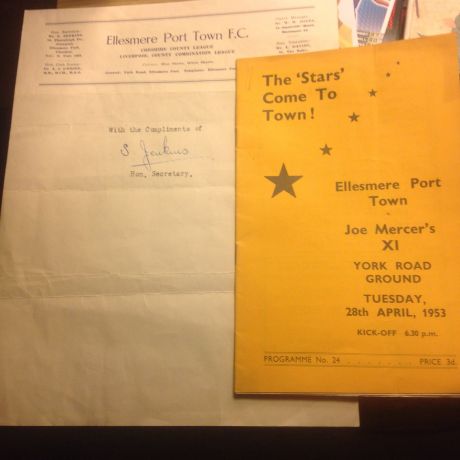 Ellesmere Port Town F.C.
CHESHIRE COUNTY LEAGUE
LIVERPOOL COUNTY COMBINATION LEAGUE
With the Compliments of
S. Jenkins
Hon. Secretary.
The 'Stars'
Come To
Town!
Ellesmere Port
Town
Joe Mercer's
XI
YORK ROAD
GROUND
TUESDAY,
28th APRIL, 1953
KICK-OFF 6.30 p.m.
PROGRAMME No. 24 . . . . . . . PRICE 3d.